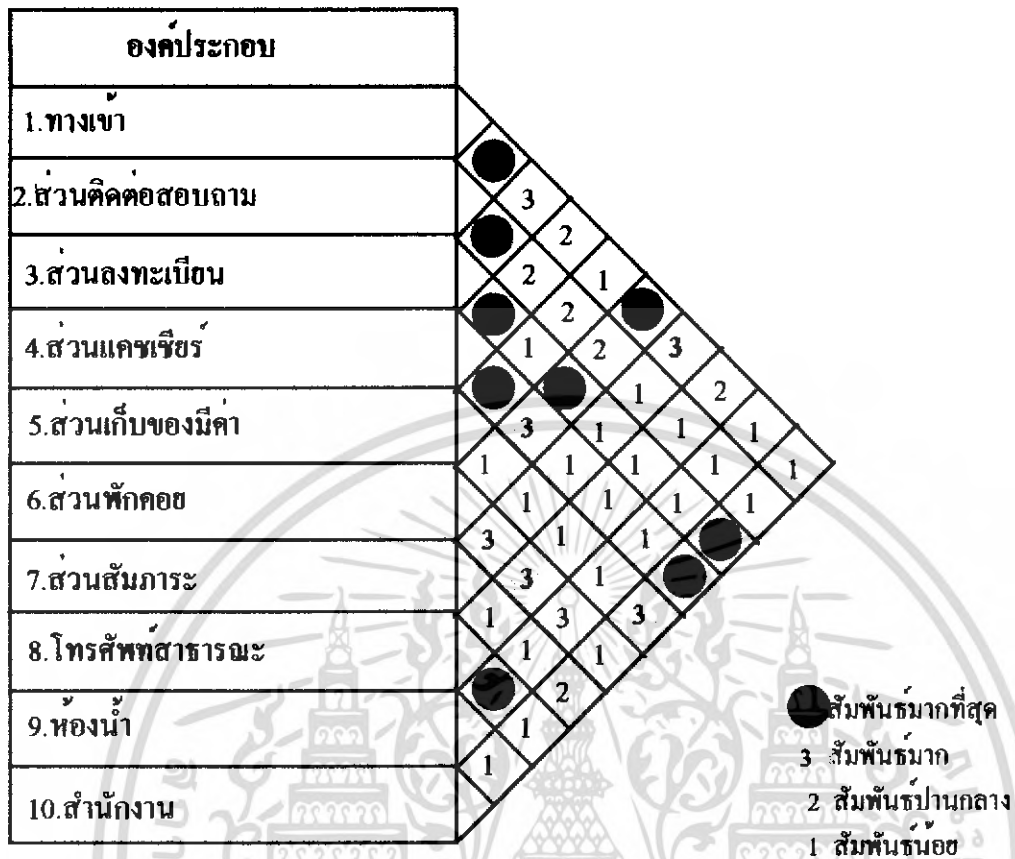 องค์ประกอบ
1.ทางเข้า
2.ส่วนติดต่อสอบถาม 3
2
3.ส่วนลงทะเบียน 2 1
2
4.ส่วนแคชเชียร์ 1 2 3
1 2
5.ส่วนเก็บของมีค่า 3 1 1 1
1 1 1 1 1
6.ส่วนพักคอย 1 1 1 1
3 1 1
7.ส่วนสัมภาระ 3 1
1 3 3
8.โทรศัพท์สาธารณะ 1 1
2
9.ห้องน้ำ 1
1
10.สำนักงาน
สัมพันธ์มากที่สุด
3 สัมพันธ์มาก
2 สัมพันธ์ปานกลาง
1 สัมพันธ์น้อย